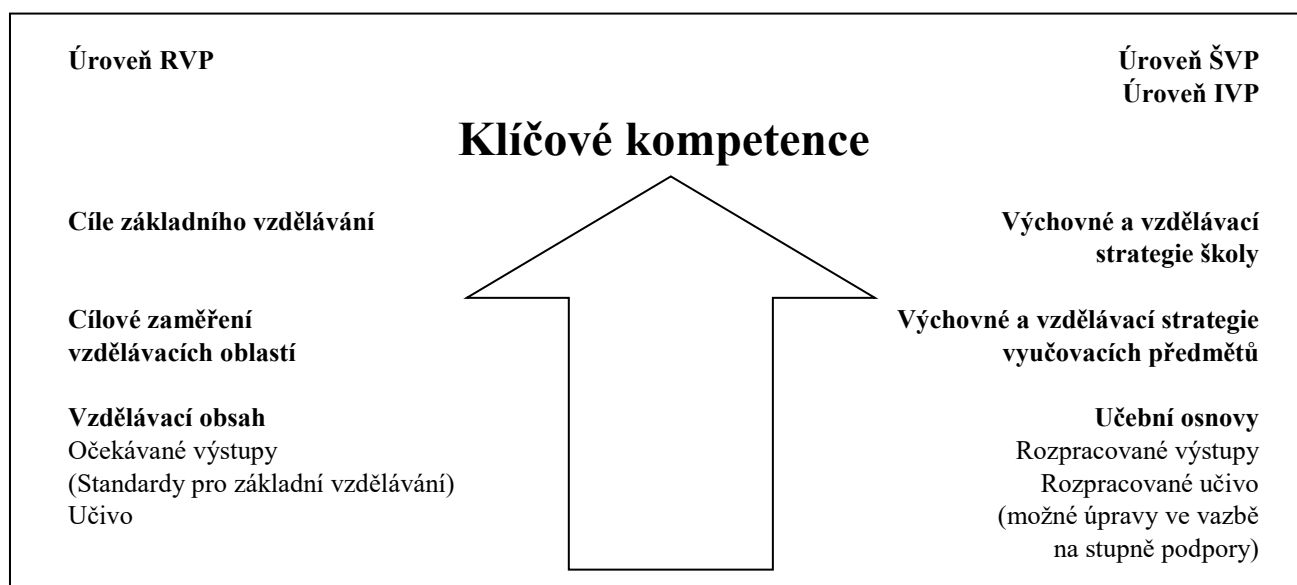 Úroveň RVP
Úroveň ŠVP
Úroveň IVP
Klíčové kompetence
Cíle základního vzdělávání
Výchovné a vzdělávací
strategie školy
Cílové zaměření
vzdělávacích oblastí
Výchovné a vzdělávací strategie
vyučovacích předmětů
Vzdělávací obsah
Očekávané výstupy
(Standardy pro základní vzdělávání)
Učivo
Učební osnovy
Rozpracované výstupy
Rozpracované učivo
(možné úpravy ve vazbě
na stupně podpory)